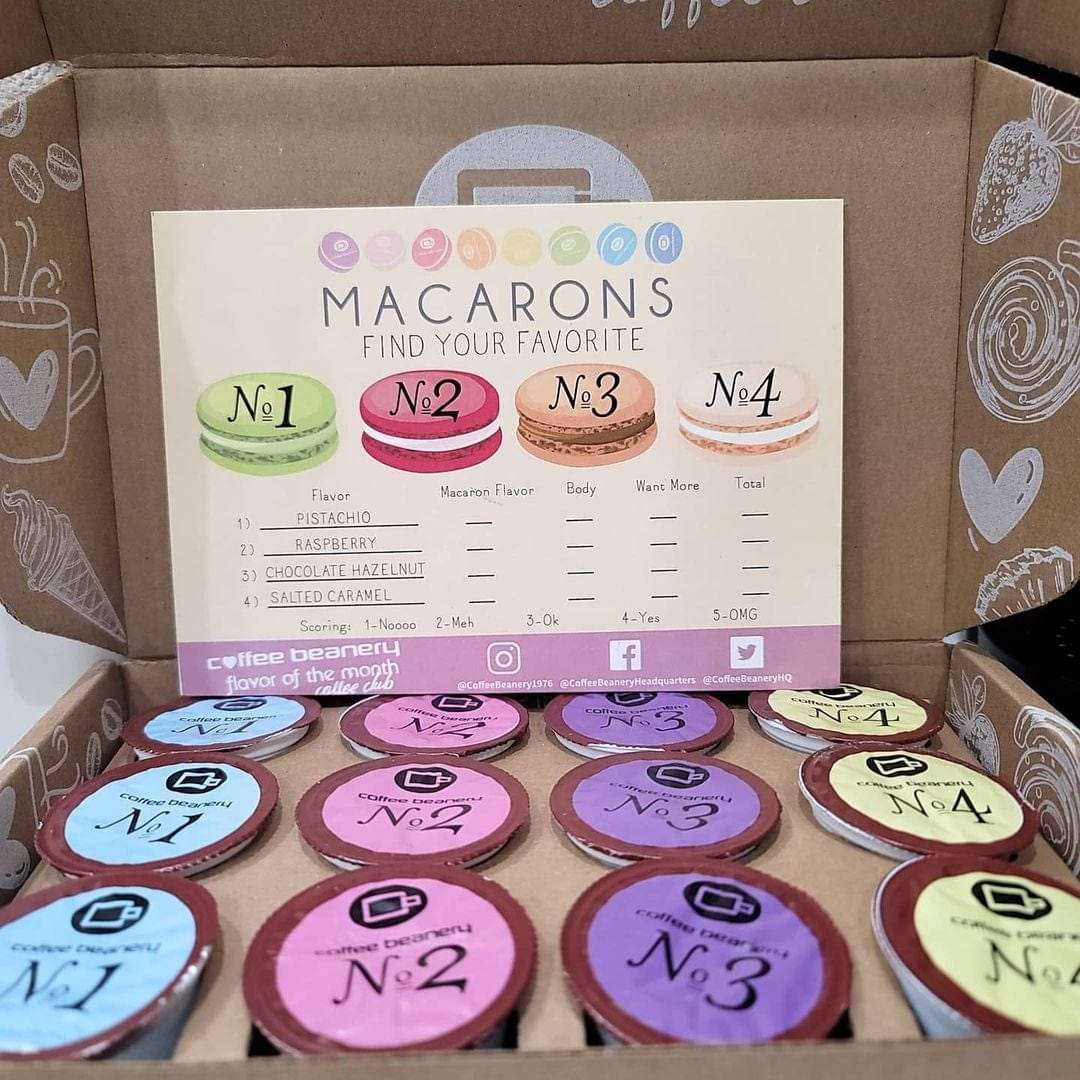 MACARONS
FIND YOUR FAVORITE
№1 №2 №3 №4
Flavor Macaron Flavor Body Want More Total
1) PISTACHIO
2) RASPBERRY
3) CHOCOLATE HAZELNUT
4) SALTED CARAMEL
Scoring: 1-Noooo 2-Meh 3-Ok 4-Yes 5-OMG
coffee beanery
flavor of the month
coffee club
@CoffeeBeanery1976 @CoffeeBeaneryHeadquarters @CoffeeBeaneryHQ
№1
coffee beanery
№2
coffee beanery
№3
coffee beanery
№4
coffee beanery
№1
coffee beanery
№2
coffee beanery
№3
coffee beanery
№4
coffee beanery
№1
coffee beanery
№2
coffee beanery
№3
coffee beanery